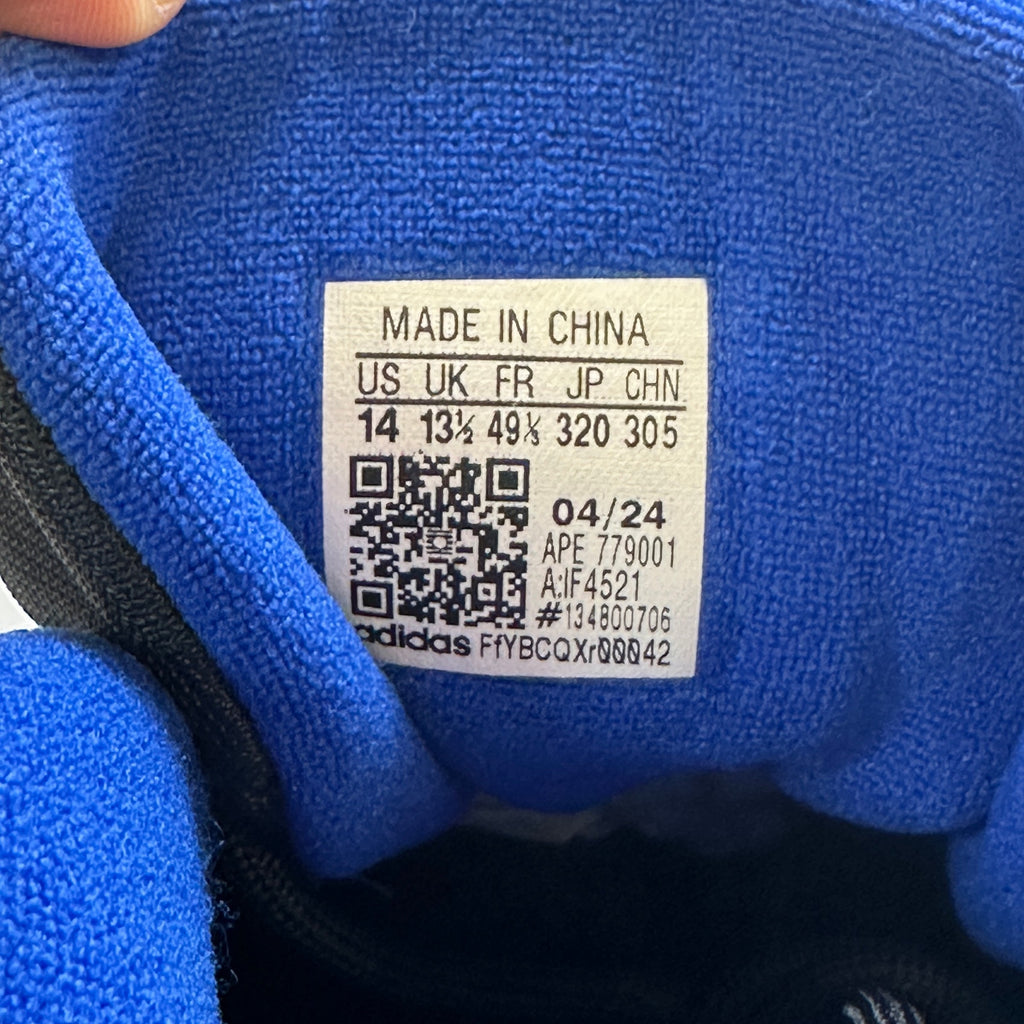 MADE IN CHINA
US UK FR JP CHN
14 13½ 49⅓ 320 305
04/24
APE 779001
A:IF4521
#134800706
adidas FfYBCQXr00042